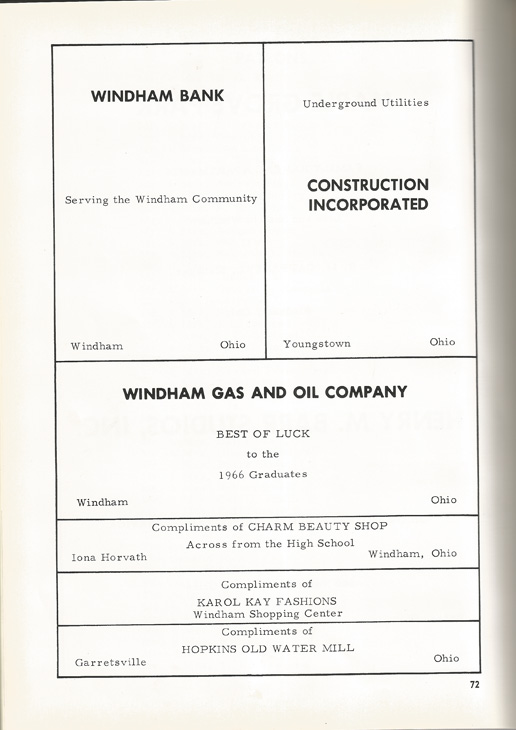 WINDHAM BANK
Serving the Windham Community
Windham Ohio
Underground Utilities
CONSTRUCTION
INCORPORATED
Youngstown Ohio
WINDHAM GAS AND OIL COMPANY
BEST OF LUCK
to the
1966 Graduates
Windham Ohio
Compliments of CHARM BEAUTY SHOP
Across from the High School
Iona Horvath Windham, Ohio
Compliments of
KAROL KAY FASHIONS
Windham Shopping Center
Compliments of
HOPKINS OLD WATER MILL
Garretsville Ohio
72